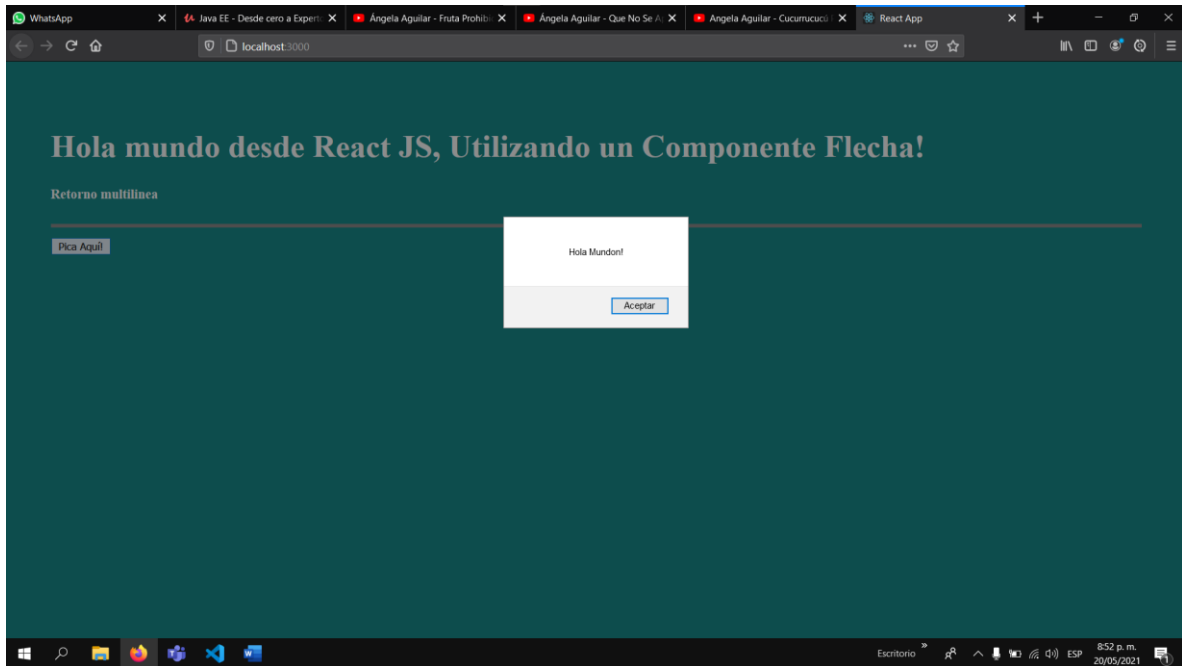 WhatsApp
Java EE - Desde cero a Experto
Ángela Aguilar - Fruta Prohibi
Ángela Aguilar - Que No Se A
Angela Aguilar - Cucurrucucú
React App
localhost:3000
Hola mundo desde React JS, Utilizando un Componente Flecha!
Retorno multilinea
Pica Aquí!
Hola Mundon!
Aceptar
Escritorio
ESP
8:52 p. m.
20/05/2021